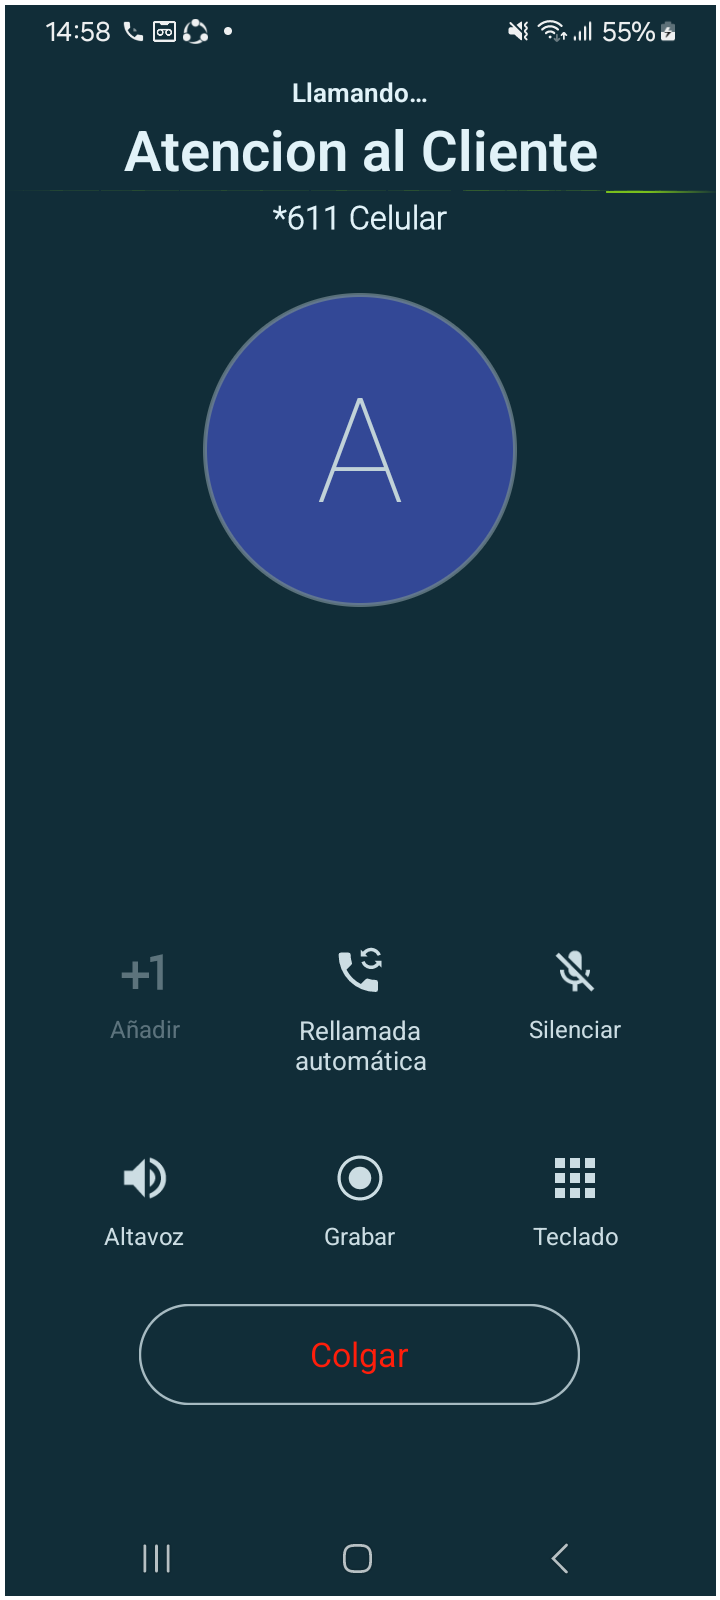 14:58 55%
Llamando...
Atencion al Cliente
*611 Celular
A
+1
Añadir
Rellamada
automática
Silenciar
Altavoz
Grabar
Teclado
Colgar